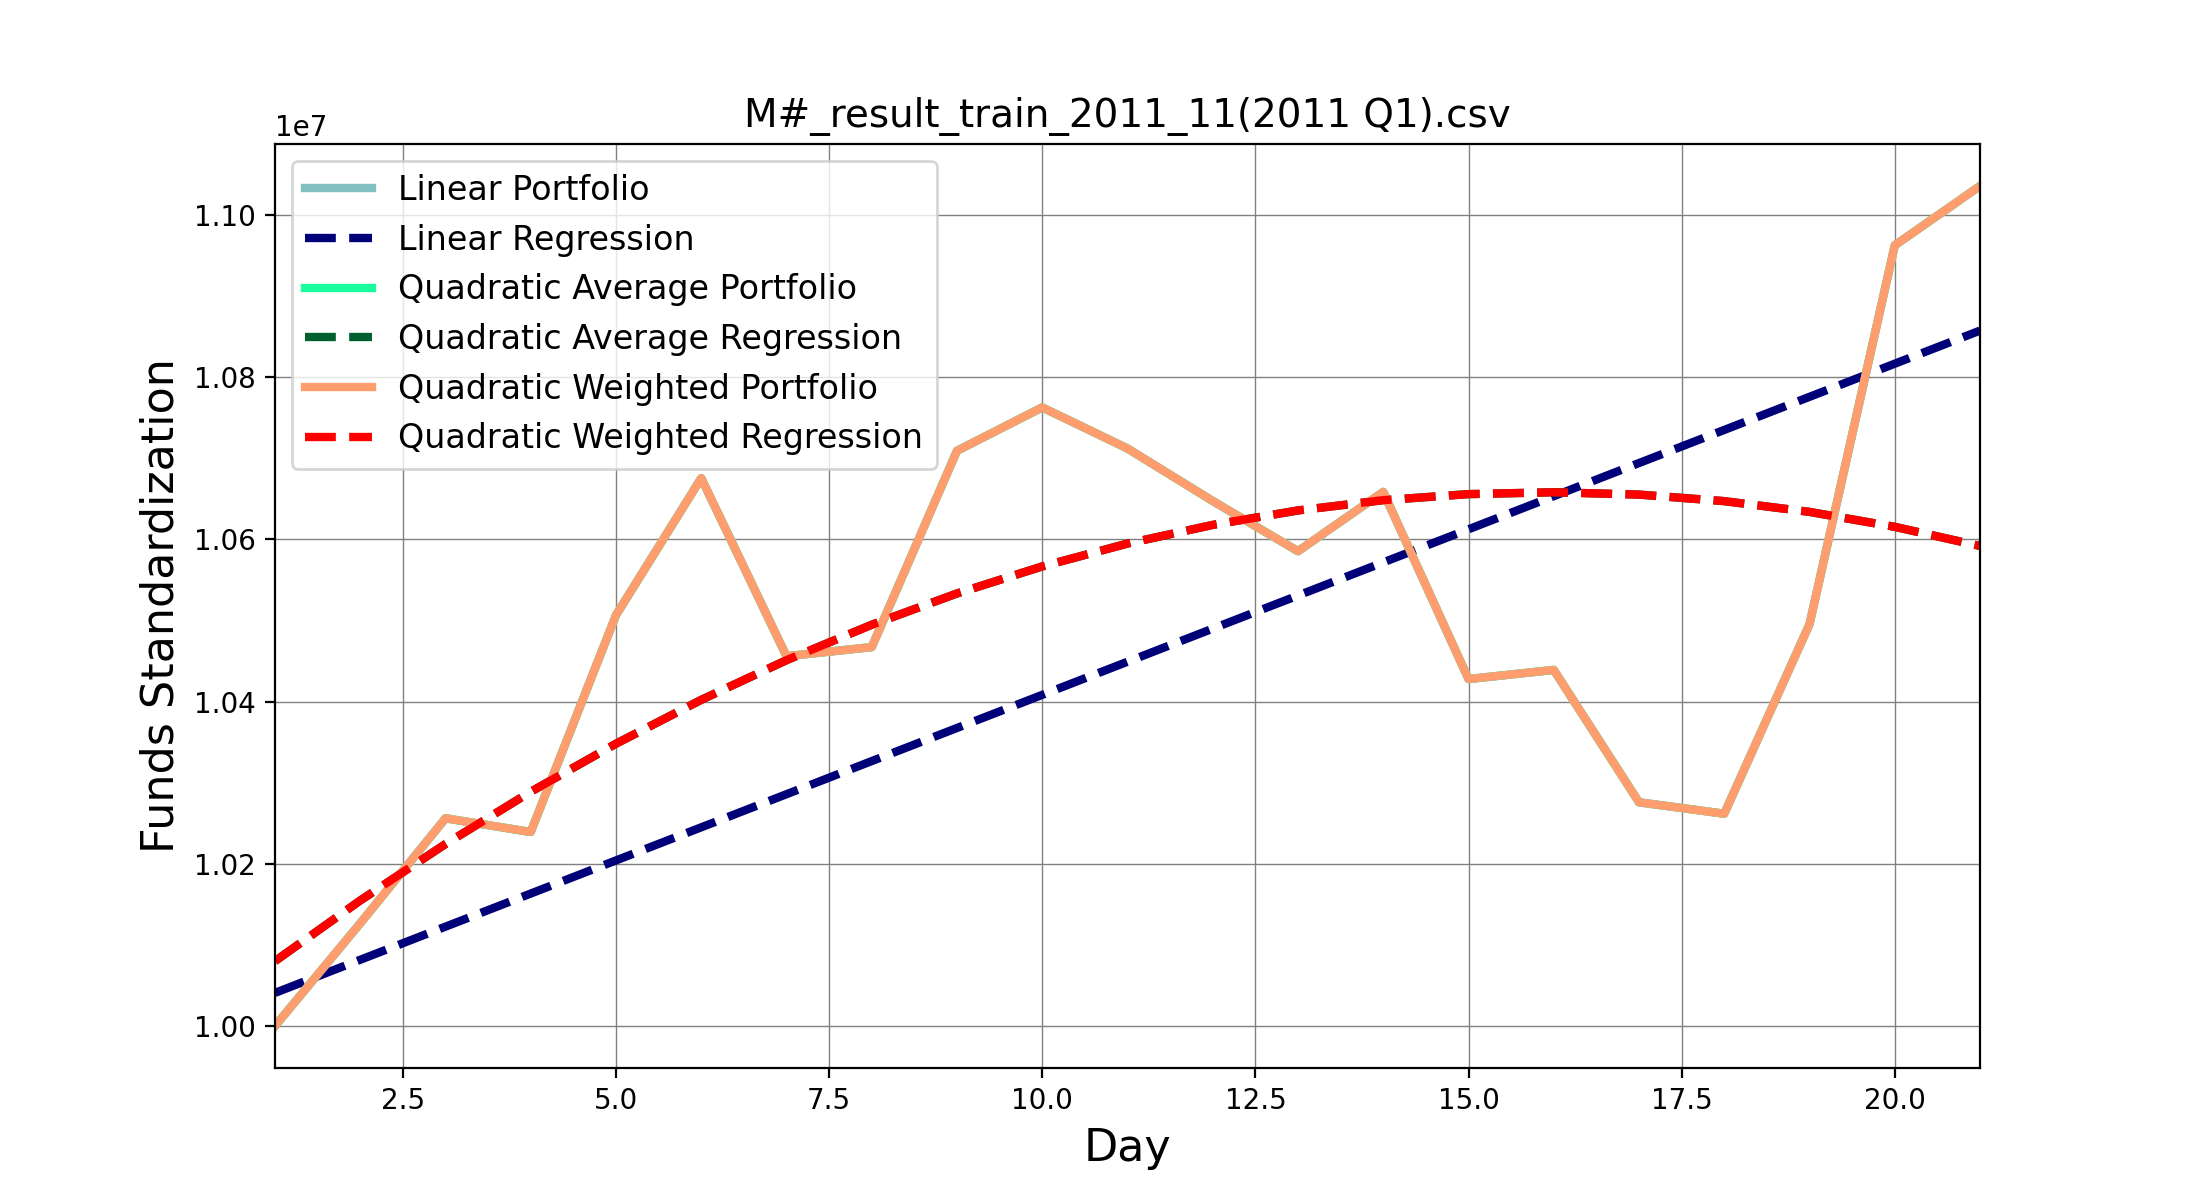 M#_result_train_2011_11(2011 Q1).csv
1e7
Linear Portfolio
Linear Regression
Quadratic Average Portfolio
Quadratic Average Regression
Quadratic Weighted Portfolio
Quadratic Weighted Regression
1.10
1.08
1.06
1.04
1.02
1.00
Funds Standardization
2.5 5.0 7.5 10.0 12.5 15.0 17.5 20.0
Day